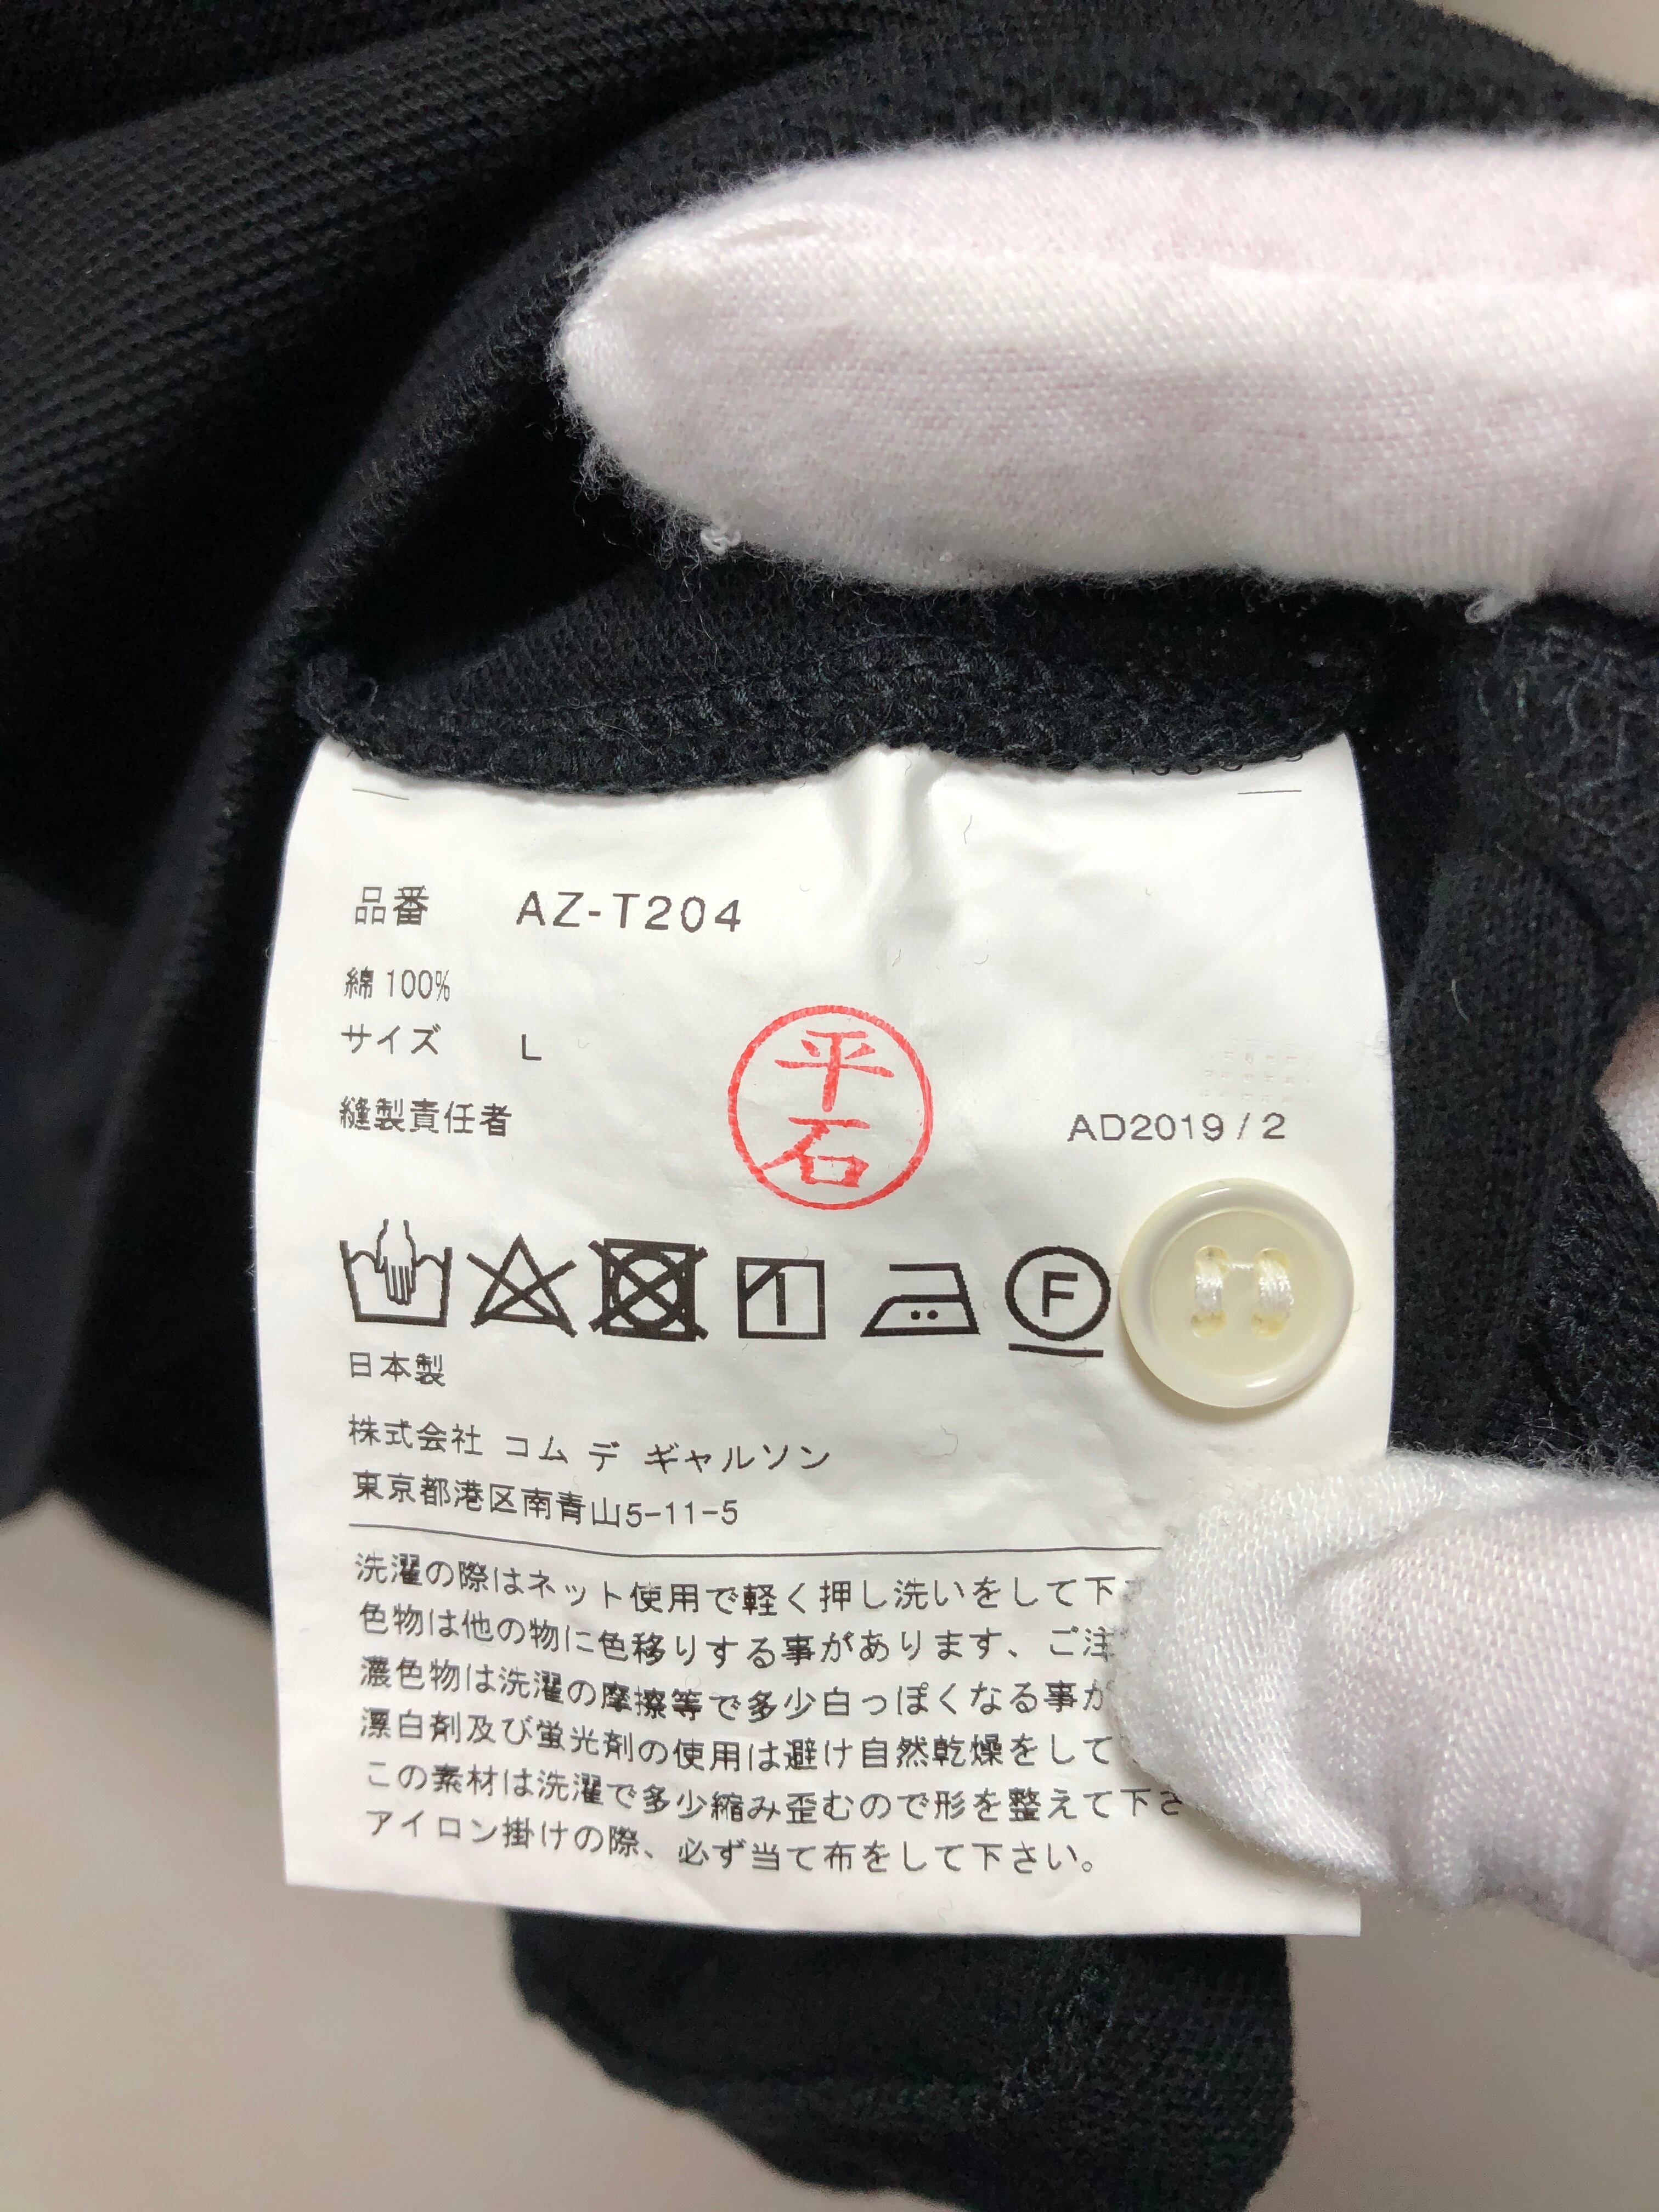 品番 AZ-T204
綿 100%
サイズ L
縫製責任者 平石 AD2019 / 2
F
日本製
株式会社 コム デ ギャルソン
東京都港区南青山5-11-5
洗濯の際はネット使用で軽く押し洗いをして下
色物は他の物に色移りする事があります、ご注
濃色物は洗濯の摩擦等で多少白っぽくなる事が
漂白剤及び蛍光剤の使用は避け自然乾燥をして
この素材は洗濯で多少縮み歪むので形を整えて下さ
アイロン掛けの際、必ず当て布をして下さい。